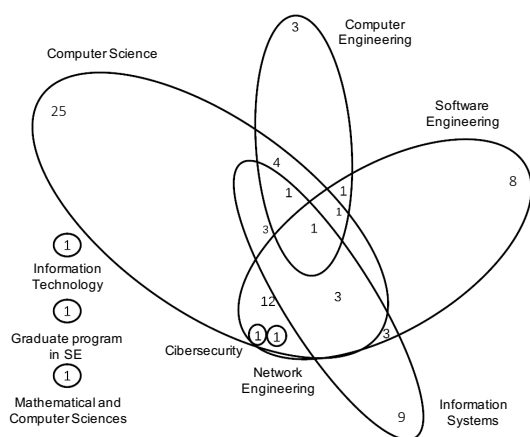 3
Computer
Engineering
Computer Science
25
Software
Engineering
8
4
1
1
1
3
1
1
Information
Technology
12
3
1
Graduate program
in SE
Cibersecurity
1
1
3
Network
Engineering
1
Mathematical and
Computer Sciences
9
Information
Systems